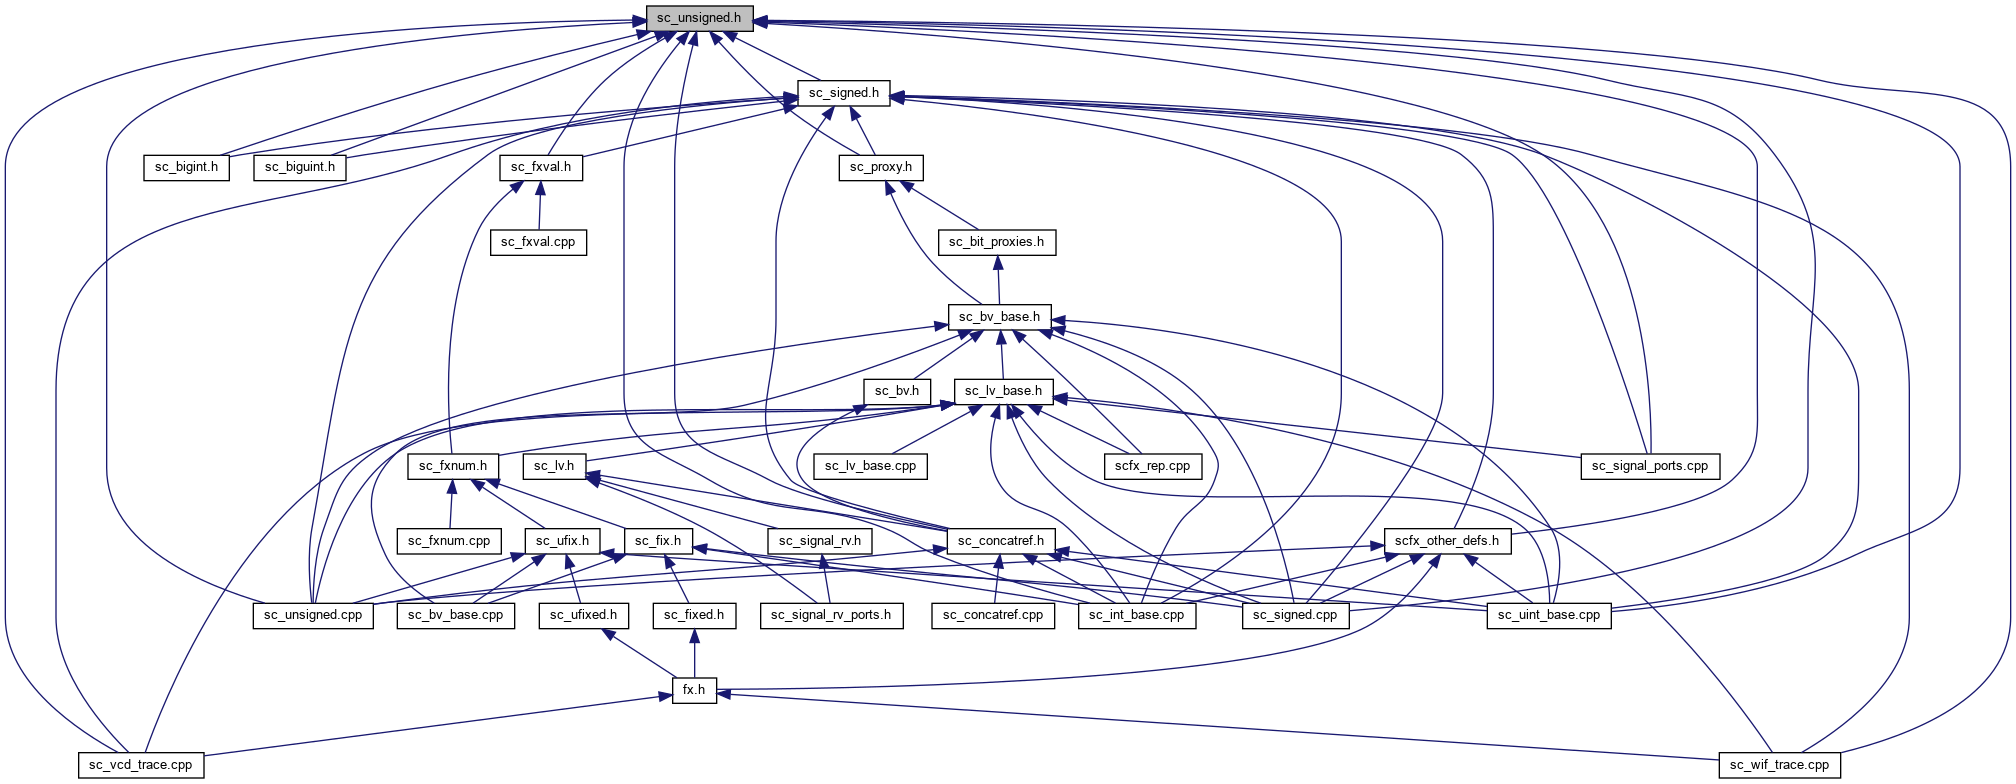 sc_unsigned.h
sc_signed.h
sc_bigint.h
sc_biguint.h
sc_fxval.h
sc_proxy.h
sc_fxval.cpp
sc_bit_proxies.h
sc_bv_base.h
sc_bv.h
sc_lv_base.h
sc_fxnum.h
sc_lv.h
sc_lv_base.cpp
scfx_rep.cpp
sc_signal_ports.cpp
sc_fxnum.cpp
sc_ufix.h
sc_fix.h
sc_signal_rv.h
sc_concatref.h
scfx_other_defs.h
sc_unsigned.cpp
sc_bv_base.cpp
sc_ufixed.h
sc_fixed.h
sc_signal_rv_ports.h
sc_concatref.cpp
sc_int_base.cpp
sc_signed.cpp
sc_uint_base.cpp
fx.h
sc_vcd_trace.cpp
sc_wif_trace.cpp